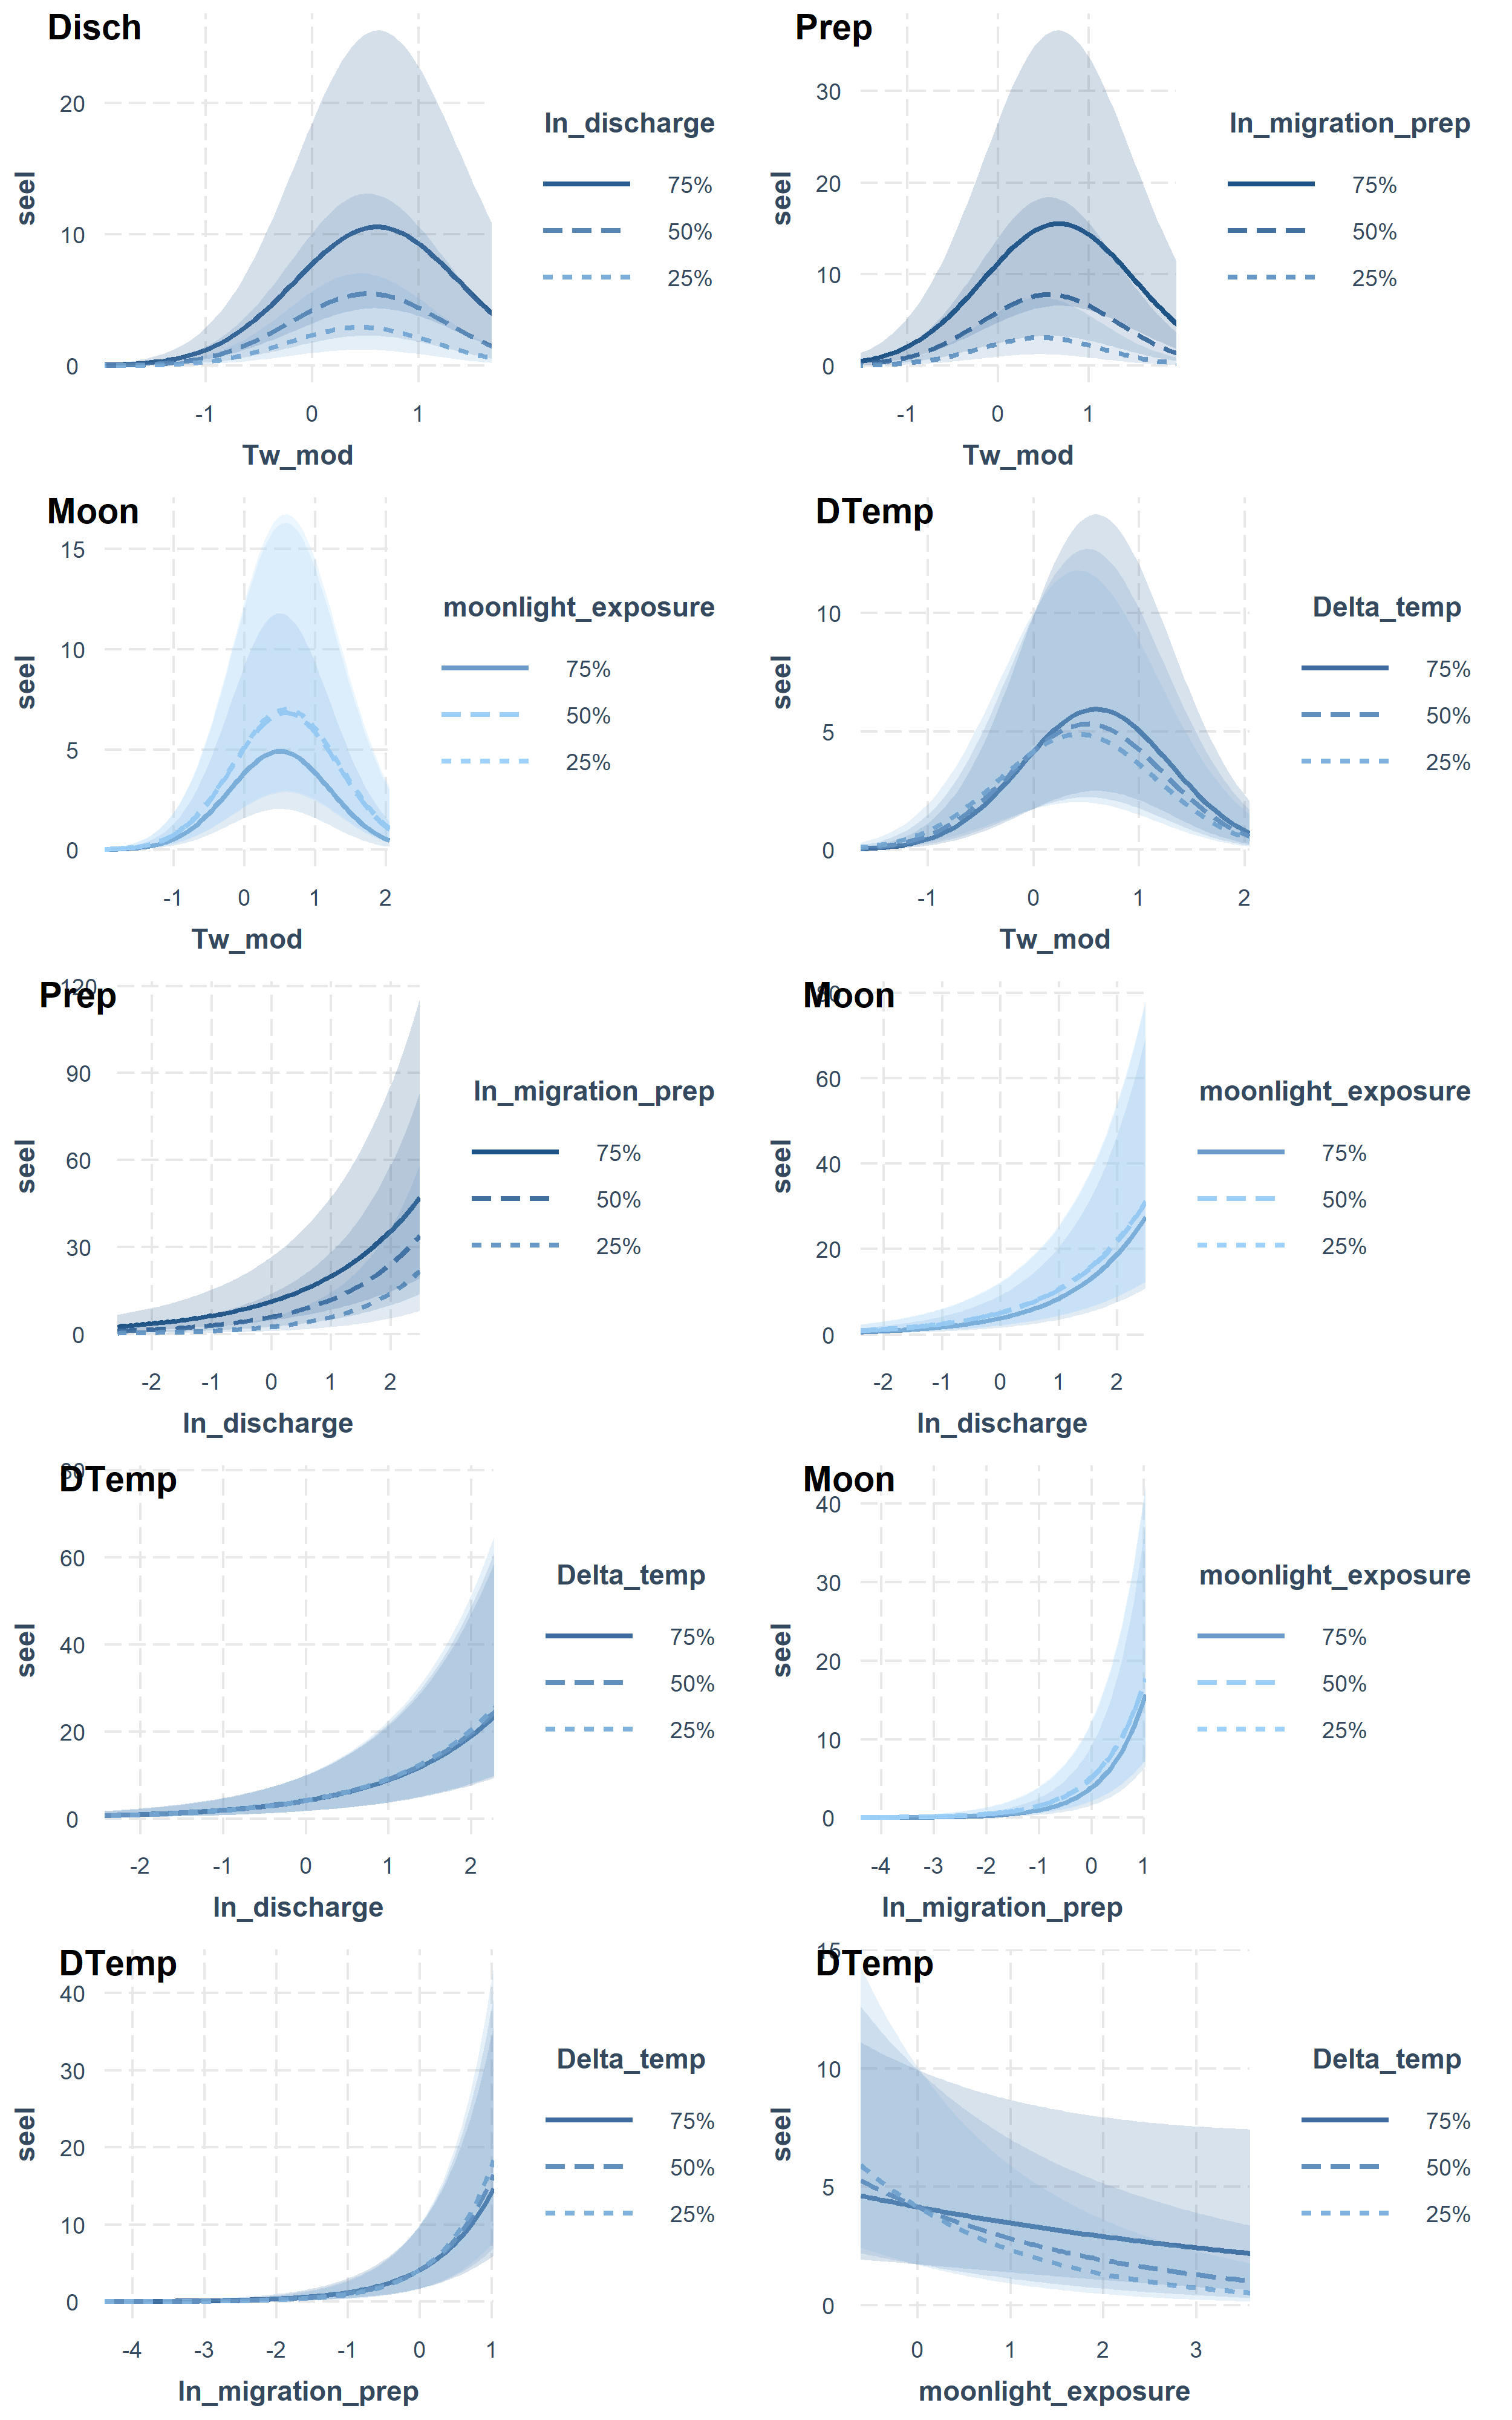 Disch
20
10
0
seel
-1 0 1
Tw_mod
ln_discharge
75%
50%
25%
Prep
30
20
10
0
seel
-1 0 1
Tw_mod
ln_migration_prep
75%
50%
25%
Moon
15
10
5
0
seel
-1 0 1 2
Tw_mod
moonlight_exposure
75%
50%
25%
DTemp
10
5
0
seel
-1 0 1 2
Tw_mod
Delta_temp
75%
50%
25%
Prep
120
90
60
30
0
seel
-2 -1 0 1 2
ln_discharge
ln_migration_prep
75%
50%
25%
Moon
80
60
40
20
0
seel
-2 -1 0 1 2
ln_discharge
moonlight_exposure
75%
50%
25%
DTemp
80
60
40
20
0
seel
-2 -1 0 1 2
ln_discharge
Delta_temp
75%
50%
25%
Moon
40
30
20
10
0
seel
-4 -3 -2 -1 0 1
ln_migration_prep
moonlight_exposure
75%
50%
25%
DTemp
40
30
20
10
0
seel
-4 -3 -2 -1 0 1
ln_migration_prep
Delta_temp
75%
50%
25%
DTemp
15
10
5
0
seel
0 1 2 3
moonlight_exposure
Delta_temp
75%
50%
25%